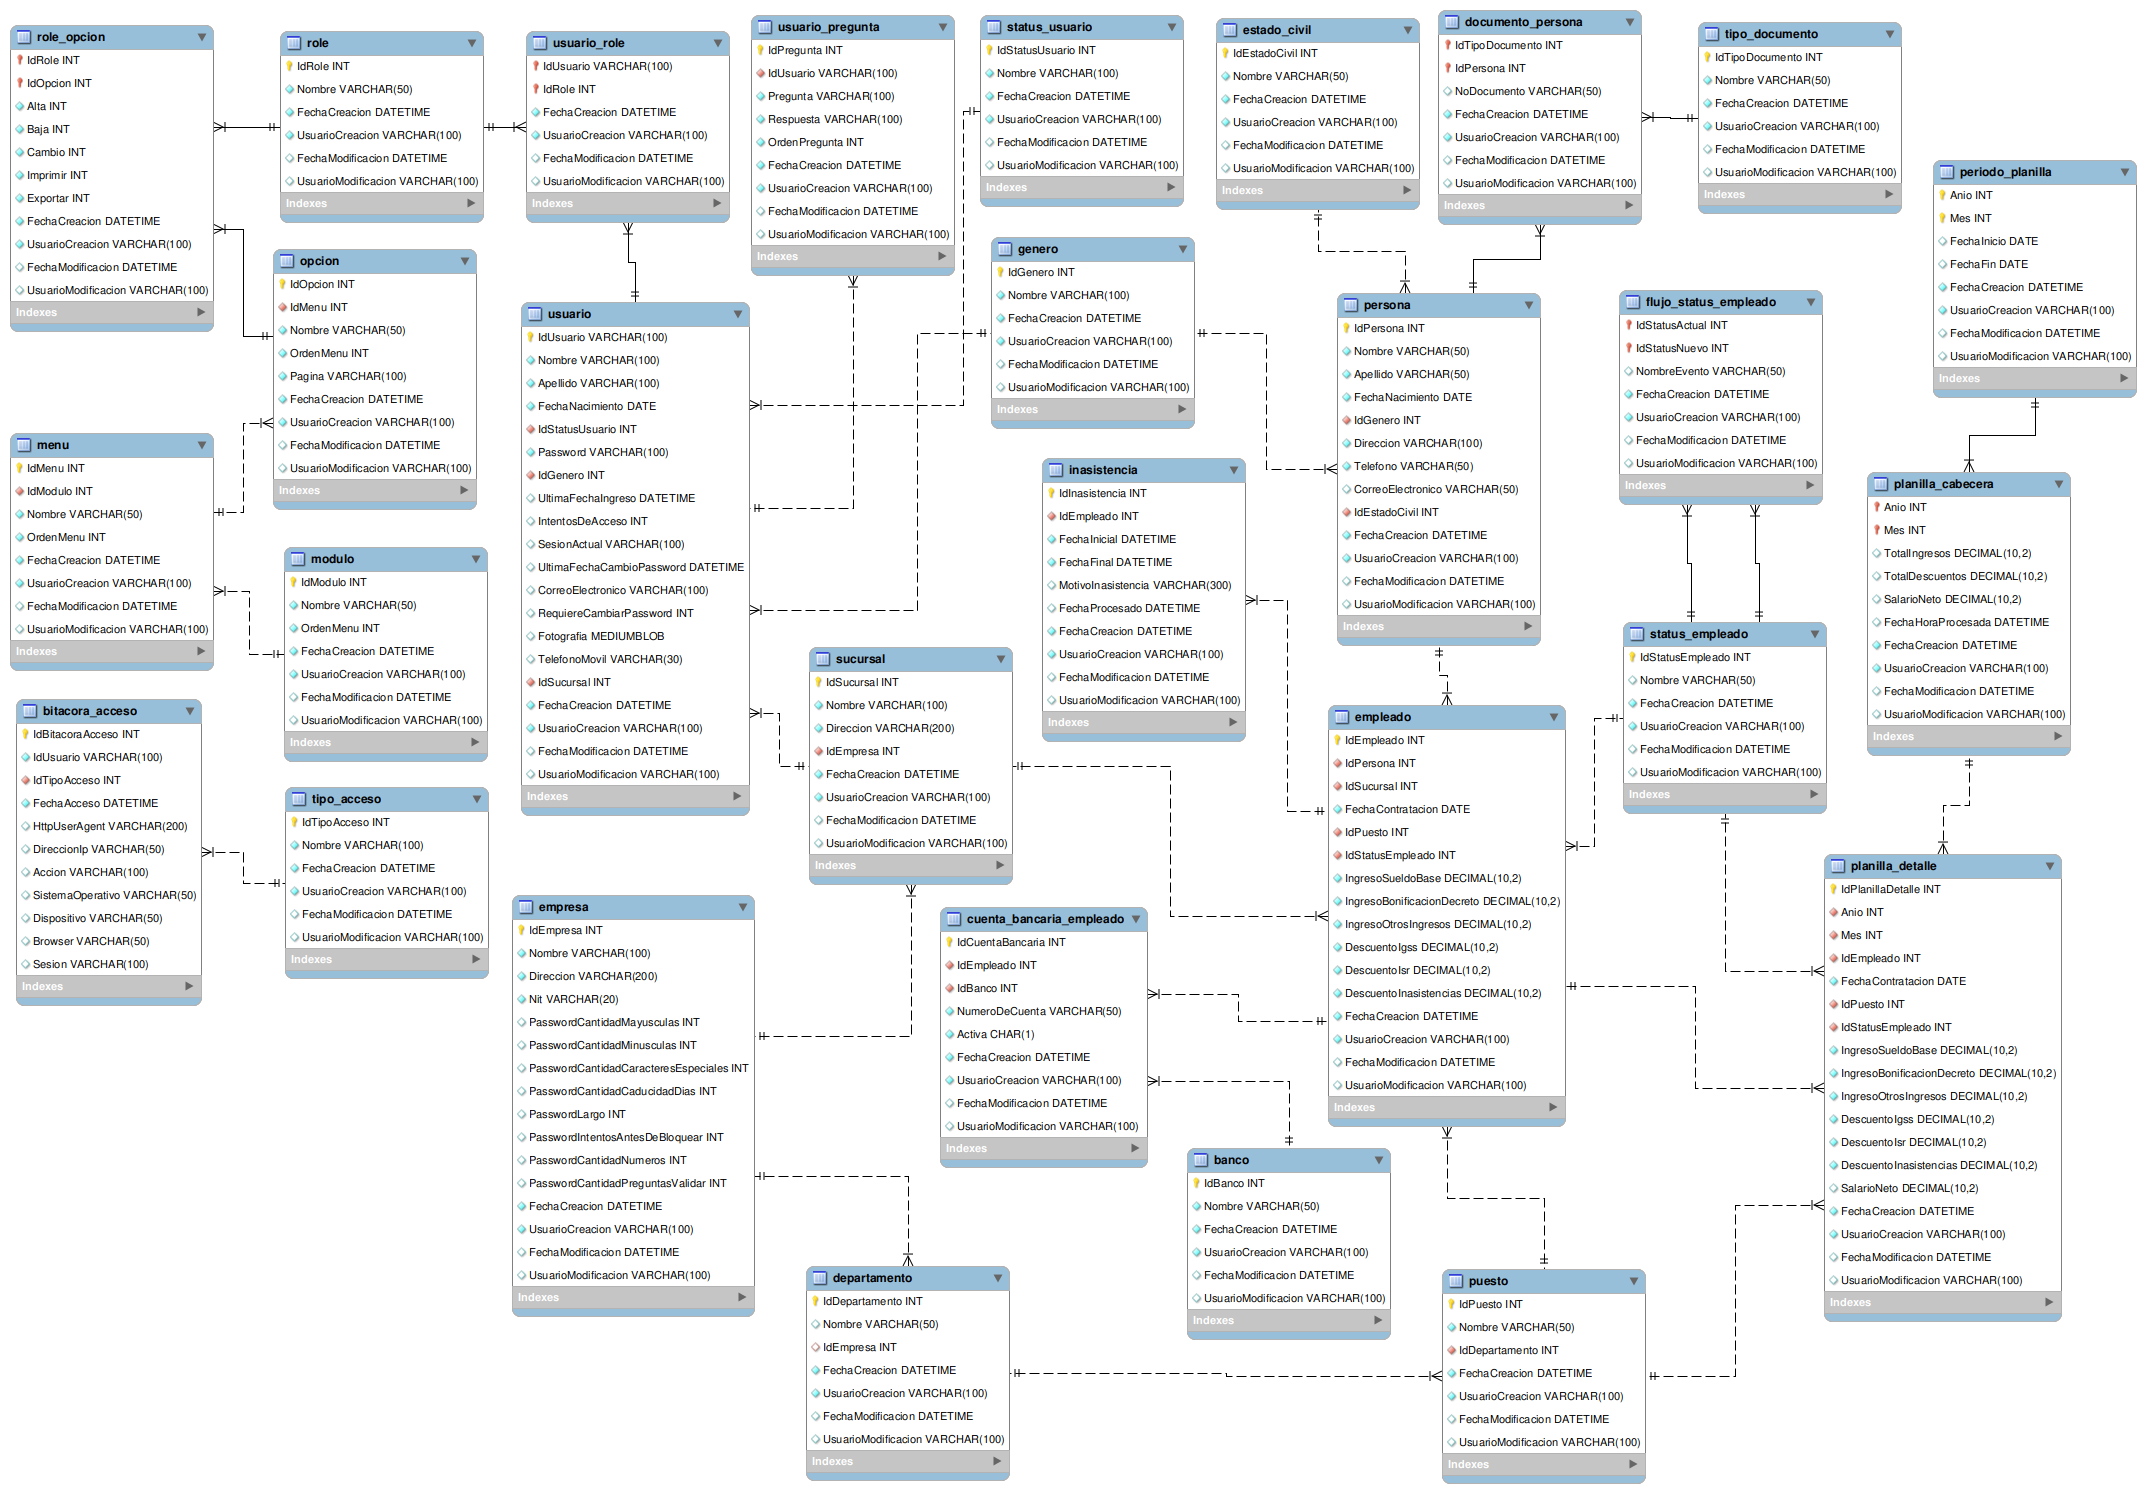 role_opcion
IdRole INT
IdOpcion INT
Alta INT
Baja INT
Cambio INT
Imprimir INT
Exportar INT
FechaCreacion DATETIME
UsuarioCreacion VARCHAR(100)
FechaModificacion DATETIME
UsuarioModificacion VARCHAR(100)
Indexes
role
IdRole INT
Nombre VARCHAR(50)
FechaCreacion DATETIME
UsuarioCreacion VARCHAR(100)
FechaModificacion DATETIME
UsuarioModificacion VARCHAR(100)
Indexes
usuario_role
IdUsuario VARCHAR(100)
IdRole INT
FechaCreacion DATETIME
UsuarioCreacion VARCHAR(100)
FechaModificacion DATETIME
UsuarioModificacion VARCHAR(100)
Indexes
usuario_pregunta
IdPregunta INT
IdUsuario VARCHAR(100)
Pregunta VARCHAR(100)
Respuesta VARCHAR(100)
OrdenPregunta INT
FechaCreacion DATETIME
UsuarioCreacion VARCHAR(100)
FechaModificacion DATETIME
UsuarioModificacion VARCHAR(100)
Indexes
status_usuario
IdStatusUsuario INT
Nombre VARCHAR(100)
FechaCreacion DATETIME
UsuarioCreacion VARCHAR(100)
FechaModificacion DATETIME
UsuarioModificacion VARCHAR(100)
Indexes
estado_civil
IdEstadoCivil INT
Nombre VARCHAR(50)
FechaCreacion DATETIME
UsuarioCreacion VARCHAR(100)
FechaModificacion DATETIME
UsuarioModificacion VARCHAR(100)
Indexes
documento_persona
IdTipoDocumento INT
IdPersona INT
NoDocumento VARCHAR(50)
FechaCreacion DATETIME
UsuarioCreacion VARCHAR(100)
FechaModificacion DATETIME
UsuarioModificacion VARCHAR(100)
Indexes
tipo_documento
IdTipoDocumento INT
Nombre VARCHAR(50)
FechaCreacion DATETIME
UsuarioCreacion VARCHAR(100)
FechaModificacion DATETIME
UsuarioModificacion VARCHAR(100)
Indexes
periodo_planilla
Anio INT
Mes INT
FechaInicio DATE
FechaFin DATE
FechaCreacion DATETIME
UsuarioCreacion VARCHAR(100)
FechaModificacion DATETIME
UsuarioModificacion VARCHAR(100)
Indexes
opcion
IdOpcion INT
IdMenu INT
Nombre VARCHAR(50)
OrdenMenu INT
Pagina VARCHAR(100)
FechaCreacion DATETIME
UsuarioCreacion VARCHAR(100)
FechaModificacion DATETIME
UsuarioModificacion VARCHAR(100)
Indexes
usuario
IdUsuario VARCHAR(100)
Nombre VARCHAR(100)
Apellido VARCHAR(100)
FechaNacimiento DATE
IdStatusUsuario INT
Password VARCHAR(100)
IdGenero INT
UltimaFechaIngreso DATETIME
IntentosDeAcceso INT
SesionActual VARCHAR(100)
UltimaFechaCambioPassword DATETIME
CorreoElectronico VARCHAR(100)
RequiereCambiarPassword INT
Fotografia MEDIUMBLOB
TelefonoMovil VARCHAR(30)
IdSucursal INT
FechaCreacion DATETIME
UsuarioCreacion VARCHAR(100)
FechaModificacion DATETIME
UsuarioModificacion VARCHAR(100)
Indexes
genero
IdGenero INT
Nombre VARCHAR(100)
FechaCreacion DATETIME
UsuarioCreacion VARCHAR(100)
FechaModificacion DATETIME
UsuarioModificacion VARCHAR(100)
Indexes
persona
IdPersona INT
Nombre VARCHAR(50)
Apellido VARCHAR(50)
FechaNacimiento DATE
IdGenero INT
Direccion VARCHAR(100)
Telefono VARCHAR(50)
CorreoElectronico VARCHAR(50)
IdEstadoCivil INT
FechaCreacion DATETIME
UsuarioCreacion VARCHAR(100)
FechaModificacion DATETIME
UsuarioModificacion VARCHAR(100)
Indexes
flujo_status_empleado
IdStatusActual INT
IdStatusNuevo INT
NombreEvento VARCHAR(50)
FechaCreacion DATETIME
UsuarioCreacion VARCHAR(100)
FechaModificacion DATETIME
UsuarioModificacion VARCHAR(100)
Indexes
menu
IdMenu INT
IdModulo INT
Nombre VARCHAR(50)
OrdenMenu INT
FechaCreacion DATETIME
UsuarioCreacion VARCHAR(100)
FechaModificacion DATETIME
UsuarioModificacion VARCHAR(100)
Indexes
inasistencia
IdInasistencia INT
IdEmpleado INT
FechaInicial DATETIME
FechaFinal DATETIME
MotivoInasistencia VARCHAR(300)
FechaProcesado DATETIME
FechaCreacion DATETIME
UsuarioCreacion VARCHAR(100)
FechaModificacion DATETIME
UsuarioModificacion VARCHAR(100)
Indexes
planilla_cabecera
Anio INT
Mes INT
TotalIngresos DECIMAL(10,2)
TotalDescuentos DECIMAL(10,2)
SalarioNeto DECIMAL(10,2)
FechaHoraProcesada DATETIME
FechaCreacion DATETIME
UsuarioCreacion VARCHAR(100)
FechaModificacion DATETIME
UsuarioModificacion VARCHAR(100)
Indexes
modulo
IdModulo INT
Nombre VARCHAR(50)
OrdenMenu INT
FechaCreacion DATETIME
UsuarioCreacion VARCHAR(100)
FechaModificacion DATETIME
UsuarioModificacion VARCHAR(100)
Indexes
status_empleado
IdStatusEmpleado INT
Nombre VARCHAR(50)
FechaCreacion DATETIME
UsuarioCreacion VARCHAR(100)
FechaModificacion DATETIME
UsuarioModificacion VARCHAR(100)
Indexes
sucursal
IdSucursal INT
Nombre VARCHAR(100)
Direccion VARCHAR(200)
IdEmpresa INT
FechaCreacion DATETIME
UsuarioCreacion VARCHAR(100)
FechaModificacion DATETIME
UsuarioModificacion VARCHAR(100)
Indexes
bitacora_acceso
IdBitacoraAcceso INT
IdUsuario VARCHAR(100)
IdTipoAcceso INT
FechaAcceso DATETIME
HttpUserAgent VARCHAR(200)
DireccionIp VARCHAR(50)
Accion VARCHAR(100)
SistemaOperativo VARCHAR(50)
Dispositivo VARCHAR(50)
Browser VARCHAR(50)
Sesion VARCHAR(100)
Indexes
empleado
IdEmpleado INT
IdPersona INT
IdSucursal INT
FechaContratacion DATE
IdPuesto INT
IdStatusEmpleado INT
IngresoSueldoBase DECIMAL(10,2)
IngresoBonificacionDecreto DECIMAL(10,2)
IngresoOtrosIngresos DECIMAL(10,2)
DescuentoIgss DECIMAL(10,2)
DescuentoIsr DECIMAL(10,2)
DescuentoInasistencias DECIMAL(10,2)
FechaCreacion DATETIME
UsuarioCreacion VARCHAR(100)
FechaModificacion DATETIME
UsuarioModificacion VARCHAR(100)
Indexes
tipo_acceso
IdTipoAcceso INT
Nombre VARCHAR(100)
FechaCreacion DATETIME
UsuarioCreacion VARCHAR(100)
FechaModificacion DATETIME
UsuarioModificacion VARCHAR(100)
Indexes
planilla_detalle
IdPlanillaDetalle INT
Anio INT
Mes INT
IdEmpleado INT
FechaContratacion DATE
IdPuesto INT
IdStatusEmpleado INT
IngresoSueldoBase DECIMAL(10,2)
IngresoBonificacionDecreto DECIMAL(10,2)
IngresoOtrosIngresos DECIMAL(10,2)
DescuentoIgss DECIMAL(10,2)
DescuentoIsr DECIMAL(10,2)
DescuentoInasistencias DECIMAL(10,2)
SalarioNeto DECIMAL(10,2)
FechaCreacion DATETIME
UsuarioCreacion VARCHAR(100)
FechaModificacion DATETIME
UsuarioModificacion VARCHAR(100)
Indexes
empresa
IdEmpresa INT
Nombre VARCHAR(100)
Direccion VARCHAR(200)
Nit VARCHAR(20)
PasswordCantidadMayusculas INT
PasswordCantidadMinusculas INT
PasswordCantidadCaracteresEspeciales INT
PasswordCantidadCaducidadDias INT
PasswordLargo INT
PasswordIntentosAntesDeBloquear INT
PasswordCantidadNumeros INT
PasswordCantidadPreguntasValidar INT
FechaCreacion DATETIME
UsuarioCreacion VARCHAR(100)
FechaModificacion DATETIME
UsuarioModificacion VARCHAR(100)
Indexes
cuenta_bancaria_empleado
IdCuentaBancaria INT
IdEmpleado INT
IdBanco INT
NumeroDeCuenta VARCHAR(50)
Activa CHAR(1)
FechaCreacion DATETIME
UsuarioCreacion VARCHAR(100)
FechaModificacion DATETIME
UsuarioModificacion VARCHAR(100)
Indexes
banco
IdBanco INT
Nombre VARCHAR(50)
FechaCreacion DATETIME
UsuarioCreacion VARCHAR(100)
FechaModificacion DATETIME
UsuarioModificacion VARCHAR(100)
Indexes
departamento
IdDepartamento INT
Nombre VARCHAR(50)
IdEmpresa INT
FechaCreacion DATETIME
UsuarioCreacion VARCHAR(100)
FechaModificacion DATETIME
UsuarioModificacion VARCHAR(100)
Indexes
puesto
IdPuesto INT
Nombre VARCHAR(50)
IdDepartamento INT
FechaCreacion DATETIME
UsuarioCreacion VARCHAR(100)
FechaModificacion DATETIME
UsuarioModificacion VARCHAR(100)
Indexes